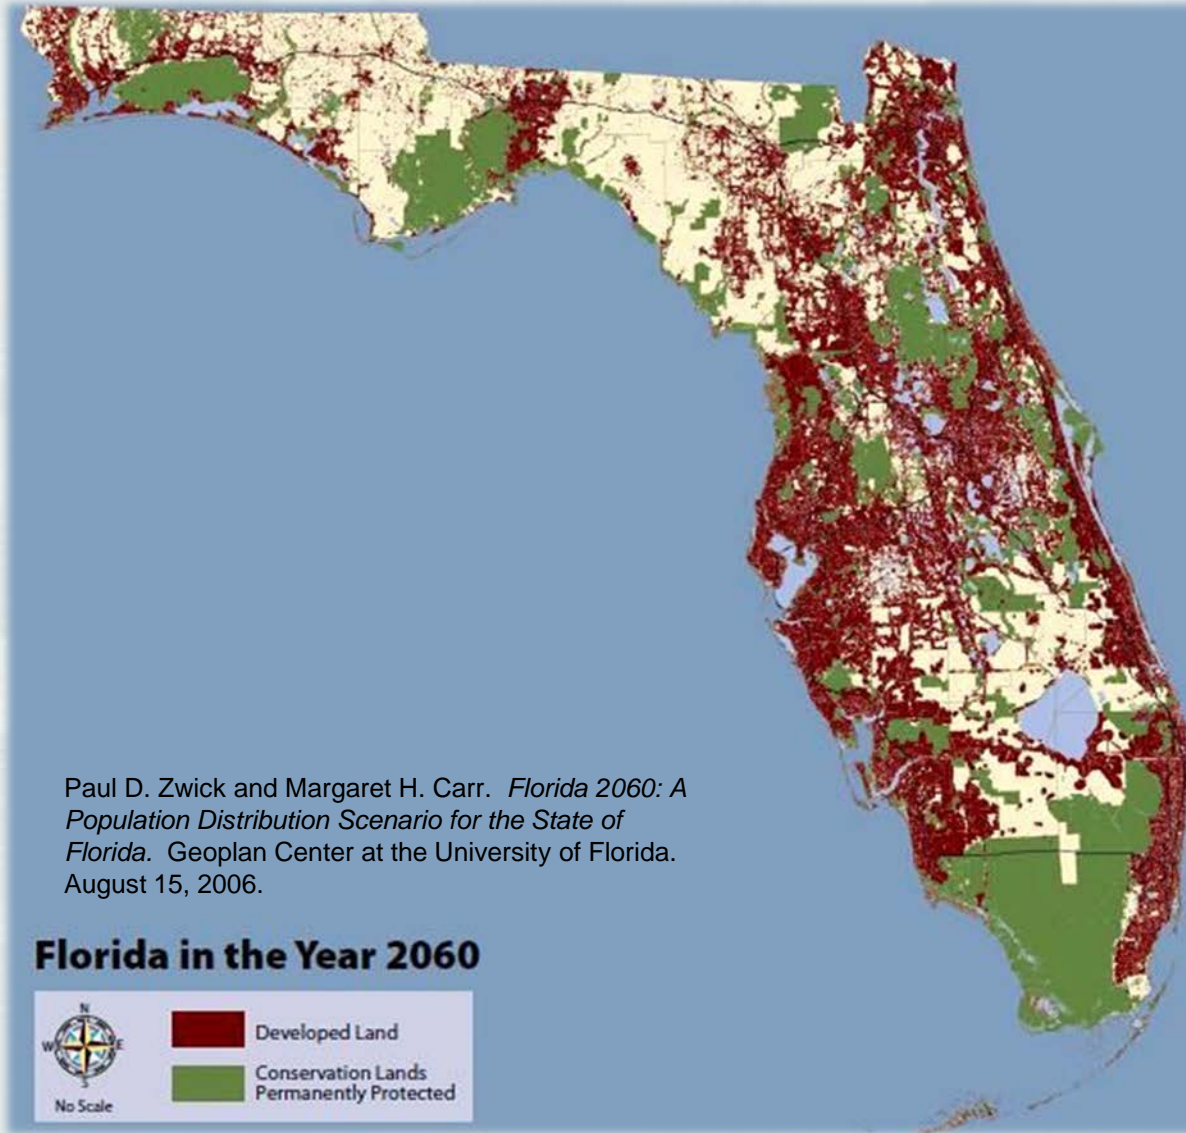 Paul D. Zwick and Margaret H. Carr. Florida 2060: A
Population Distribution Scenario for the State of
Florida. Geoplan Center at the University of Florida.
August 15, 2006.
Florida in the Year 2060
N
W E
S
No Scale
Developed Land
Conservation Lands
Permanently Protected